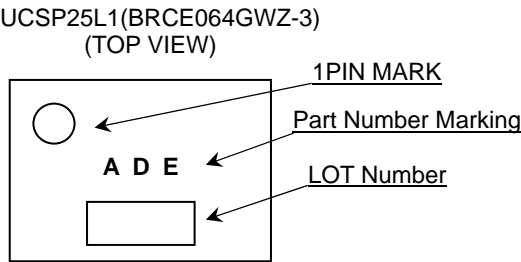 UCSP25L1(BRCE064GWZ-3)
(TOP VIEW)
1PIN MARK
Part Number Marking
A D E
LOT Number